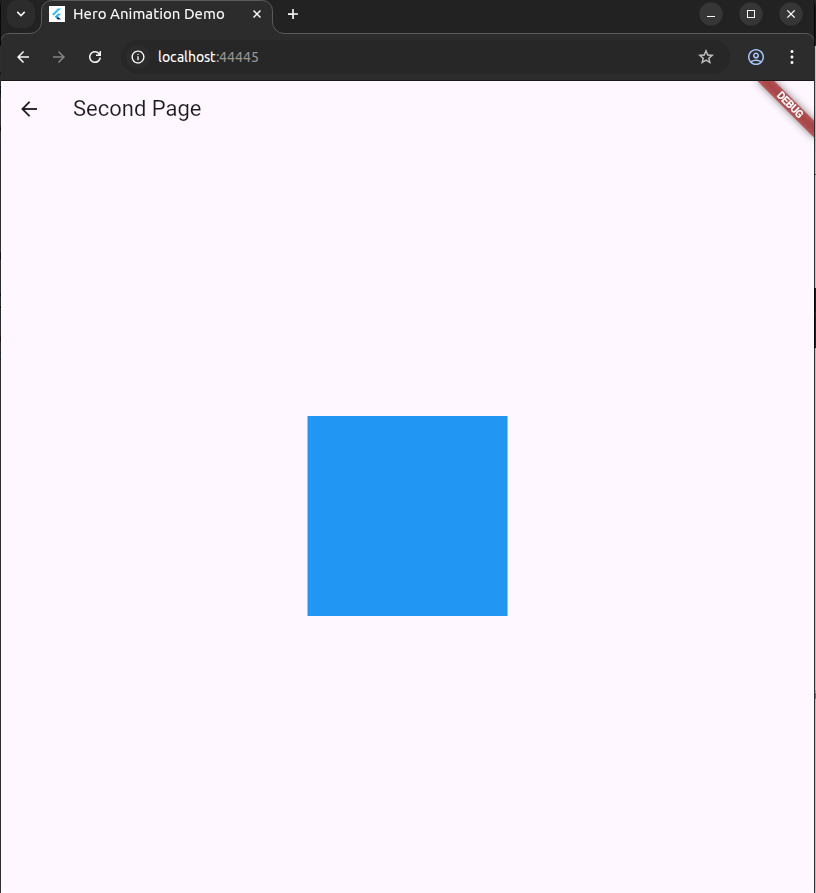 Hero Animation Demo
localhost:44445
Second Page
DEBUG